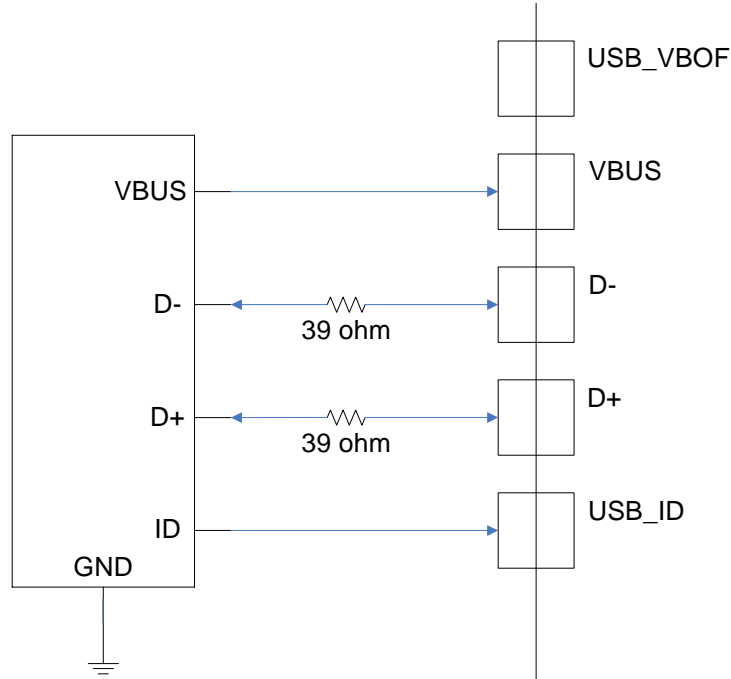 USB_VBOF
VBUS
VBUS
D-
D-
39 ohm
D+
D+
39 ohm
ID
USB_ID
GND